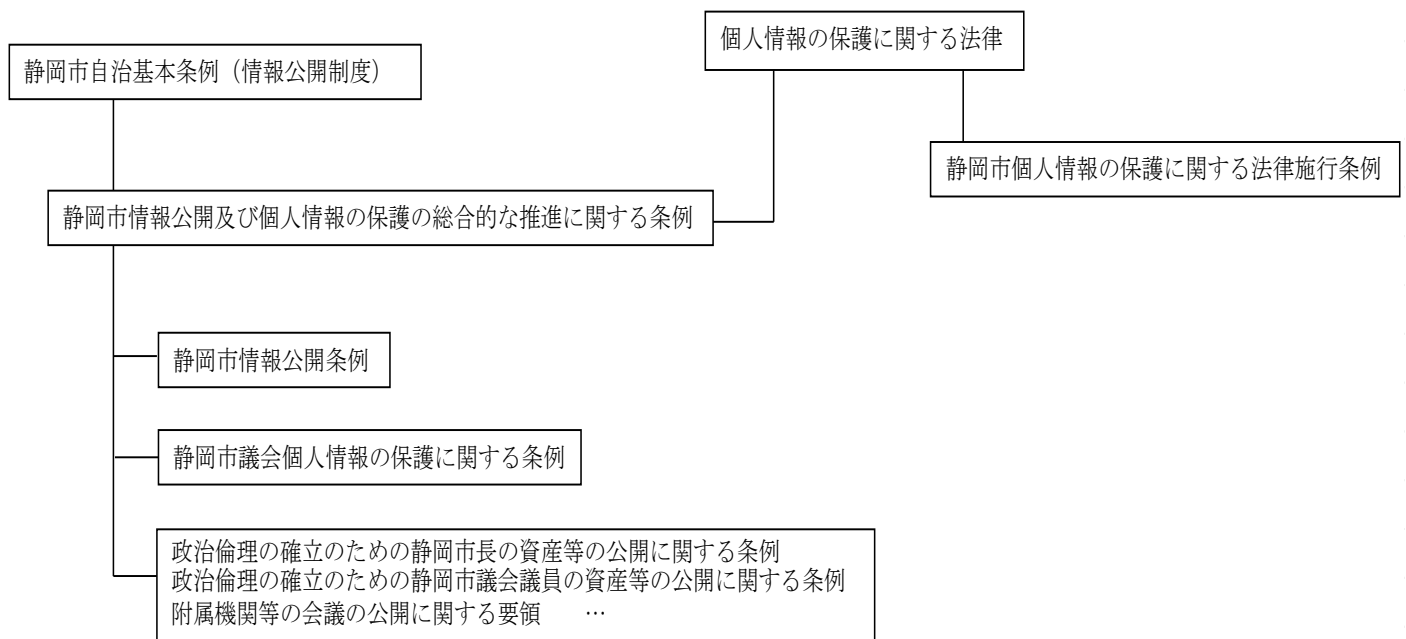 個人情報の保護に関する法律
静岡市自治基本条例（情報公開制度）
静岡市個人情報の保護に関する法律施行条例
静岡市情報公開及び個人情報の保護の総合的な推進に関する条例
静岡市情報公開条例
静岡市議会個人情報の保護に関する条例
政治倫理の確立のための静岡市長の資産等の公開に関する条例
政治倫理の確立のための静岡市議会議員の資産等の公開に関する条例
附属機関等の会議の公開に関する要領　…